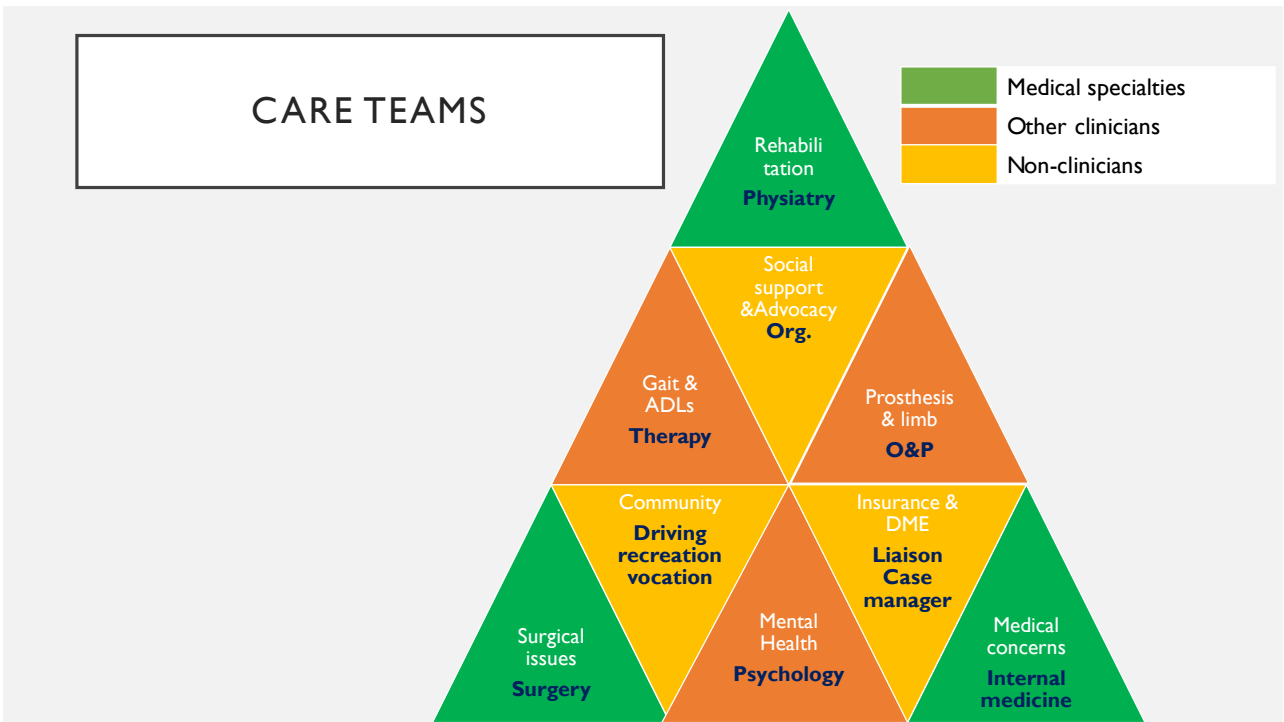 CARE TEAMS
Medical specialties
Other clinicians
Non-clinicians
Rehabili
tation
Physiatry
Social
support
&Advocacy
Org.
Gait &
ADLs
Therapy
Prosthesis
& limb
O&P
Community
Driving
recreation
vocation
Insurance &
DME
Liaison
Case
manager
Surgical
issues
Surgery
Mental
Health
Psychology
Medical
concerns
Internal
medicine